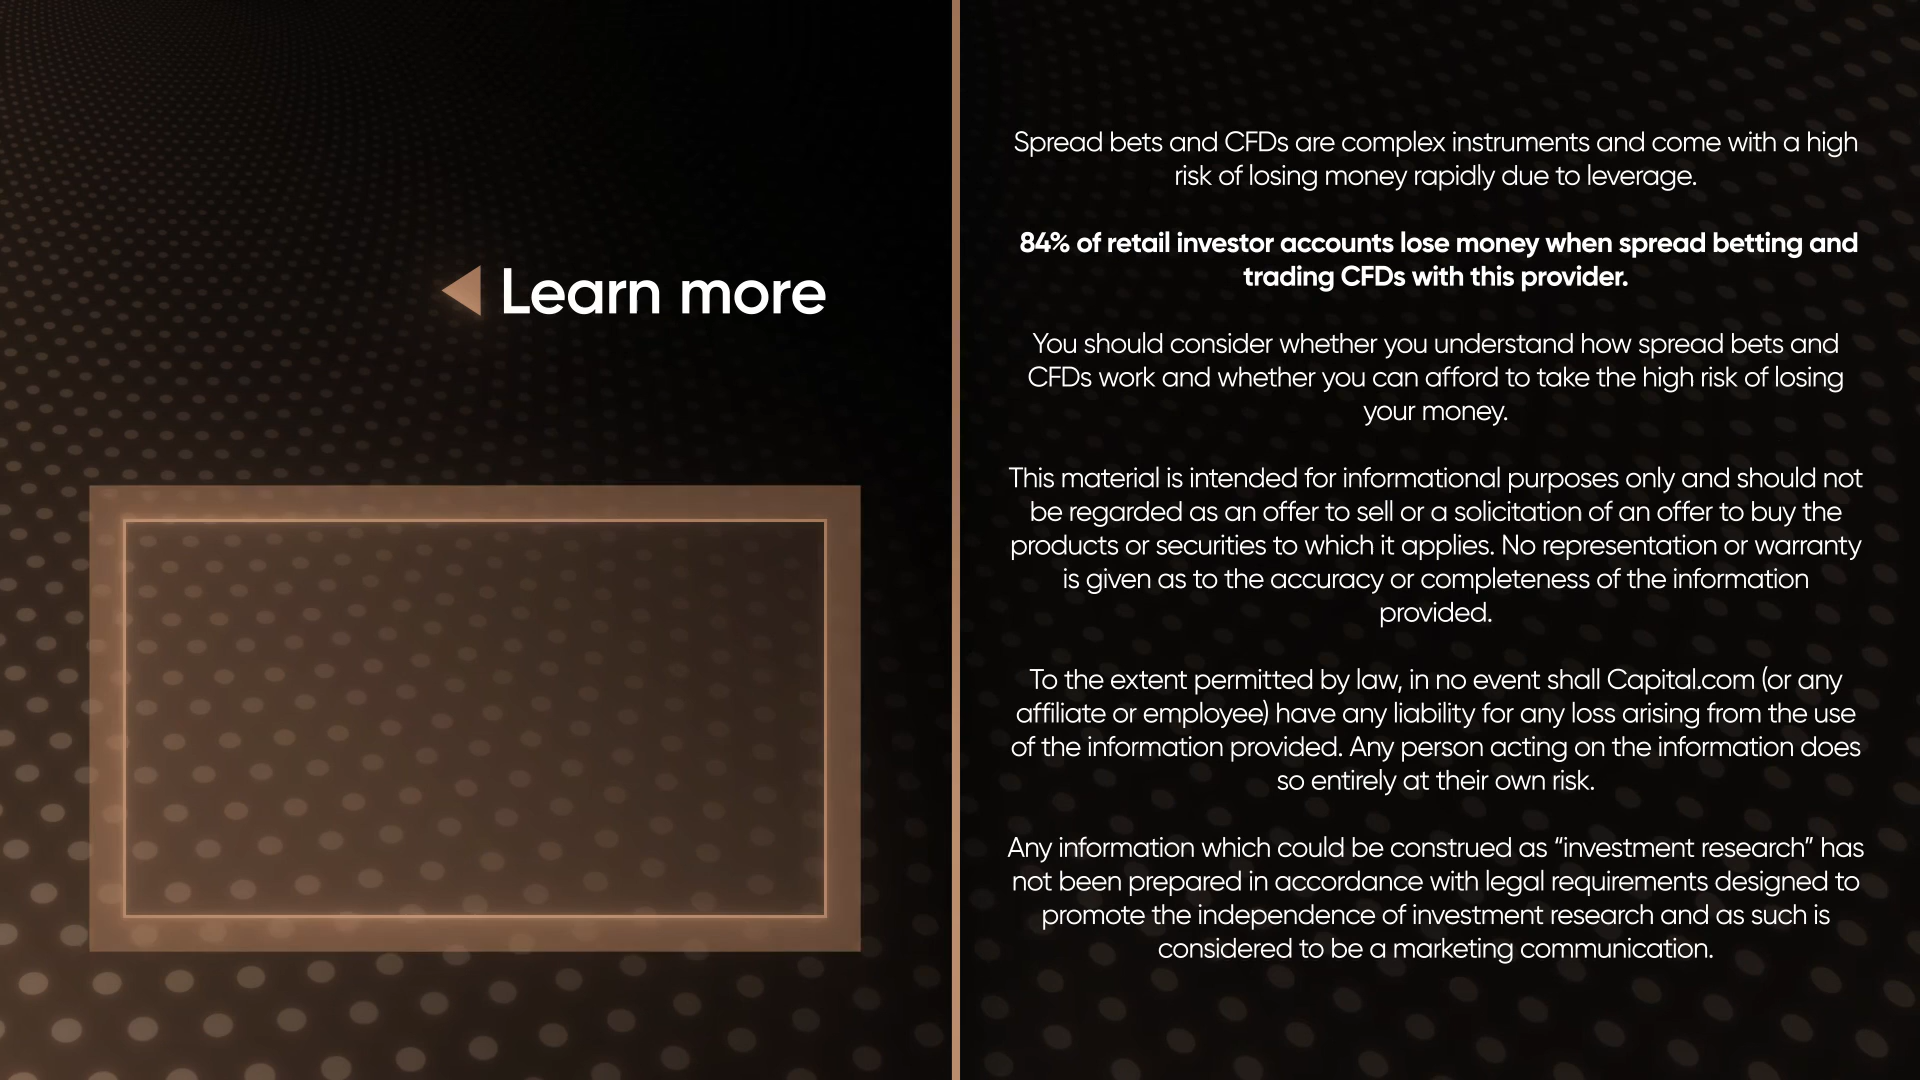 Learn more
Spread bets and CFDs are complex instruments and come with a high
risk of losing money rapidly due to leverage.
84% of retail investor accounts lose money when spread betting and
trading CFDs with this provider.
You should consider whether you understand how spread bets and
CFDs work and whether you can afford to take the high risk of losing
your money.
This material is intended for informational purposes only and should not
be regarded as an offer to sell or a solicitation of an offer to buy the
products or securities to which it applies. No representation or warranty
is given as to the accuracy or completeness of the information
provided.
To the extent permitted by law, in no event shall Capital.com (or any
affiliate or employee) have any liability for any loss arising from the use
of the information provided. Any person acting on the information does
so entirely at their own risk.
Any information which could be construed as “investment research” has
not been prepared in accordance with legal requirements designed to
promote the independence of investment research and as such is
considered to be a marketing communication.